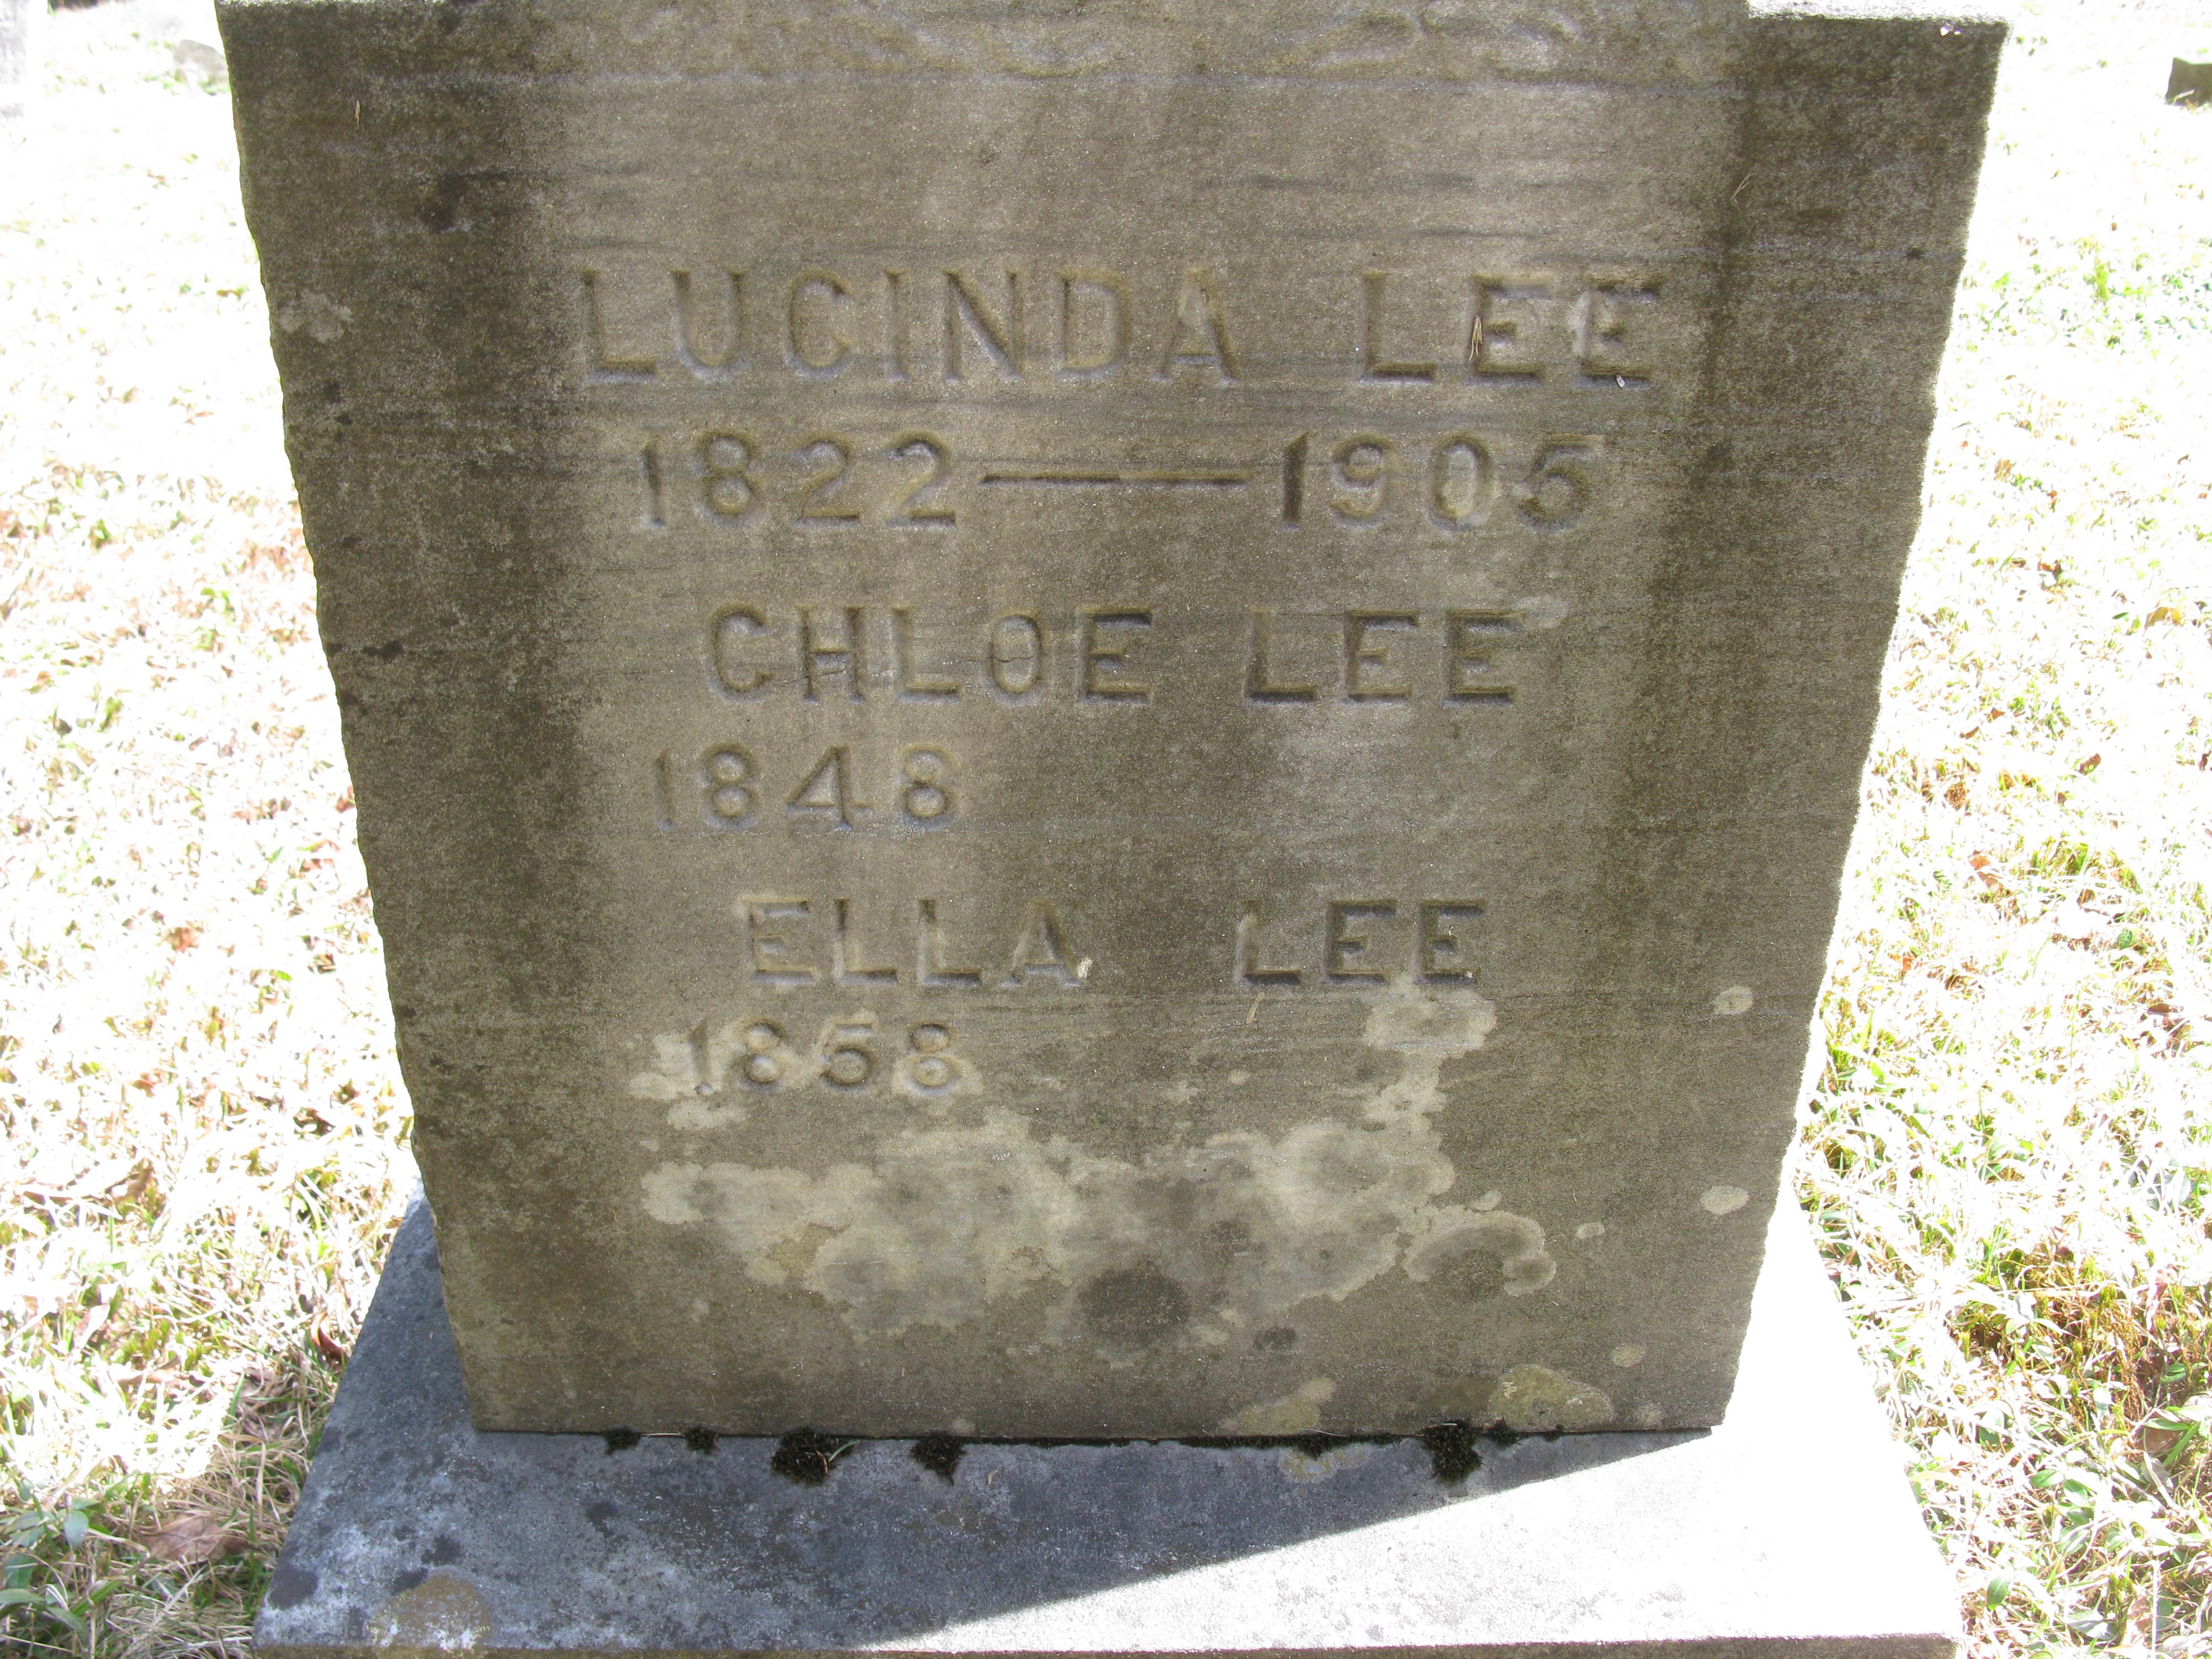 LUCINDA LEE
1822 — 1905
CHLOE LEE
1848
ELLA LEE
1858